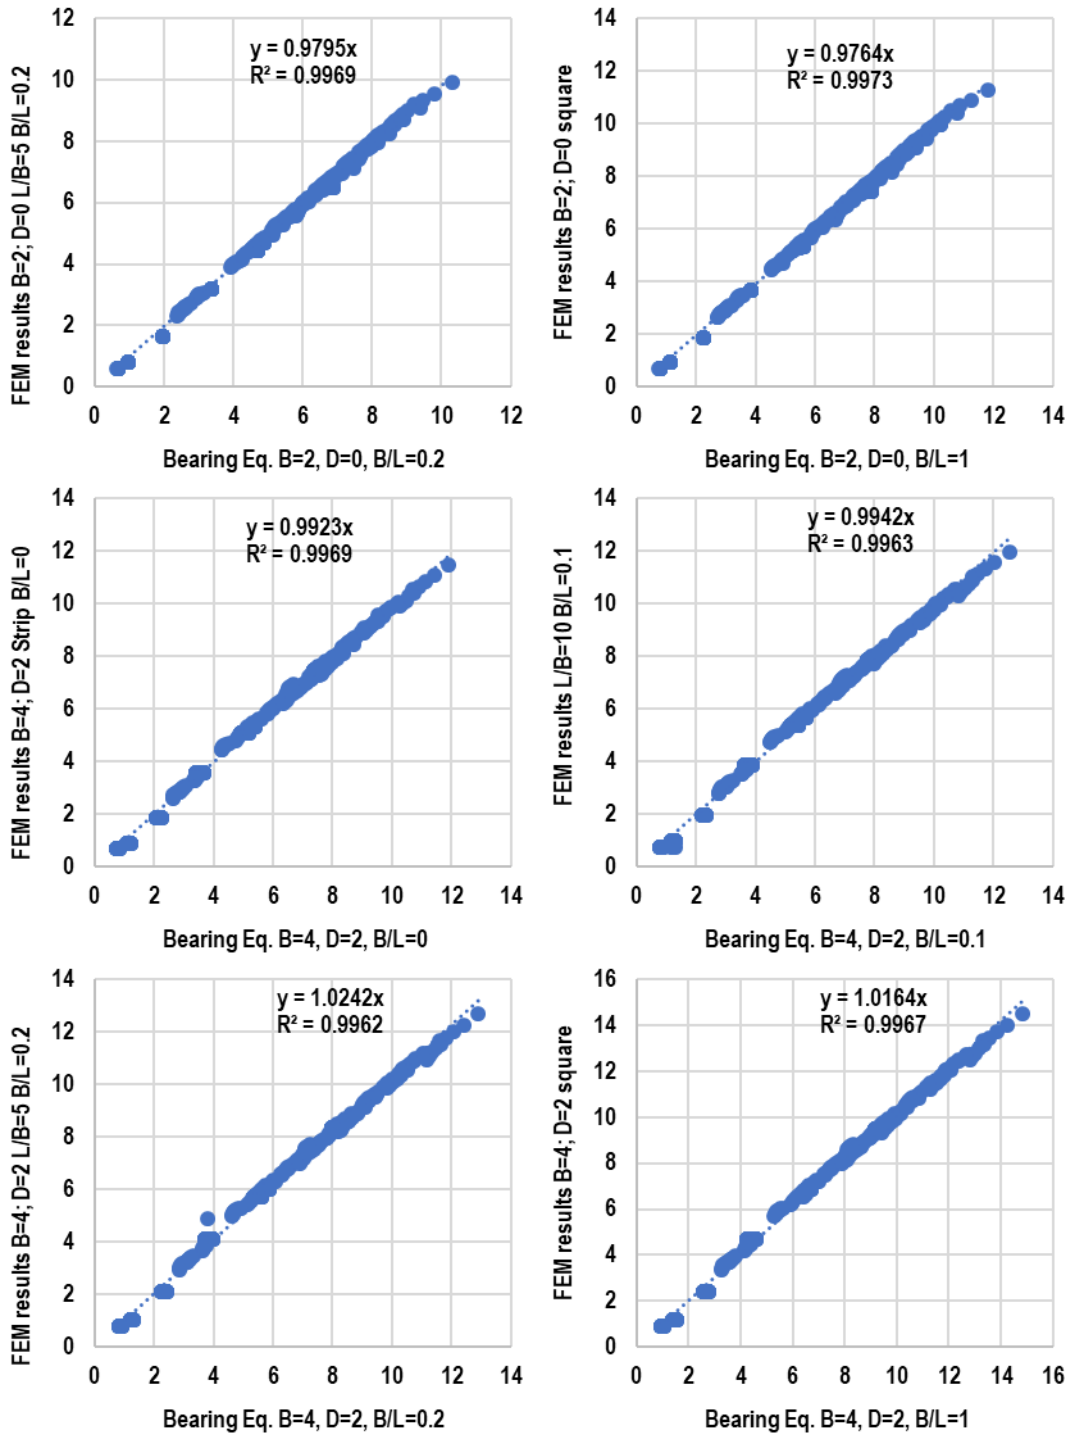 FEM results B=2; D=0 L/B=5 B/L=0.2
12
10
8
6
4
2
0
y = 0.9795x
R² = 0.9969
0 2 4 6 8 10 12
Bearing Eq. B=2, D=0, B/L=0.2
FEM results B=2; D=0 square
14
12
10
8
6
4
2
0
y = 0.9764x
R² = 0.9973
0 2 4 6 8 10 12 14
Bearing Eq. B=2, D=0, B/L=1
FEM results B=4; D=2 Strip B/L=0
14
12
10
8
6
4
2
0
y = 0.9923x
R² = 0.9969
0 2 4 6 8 10 12 14
Bearing Eq. B=4, D=2, B/L=0
FEM results L/B=10 B/L=0.1
14
12
10
8
6
4
2
0
y = 0.9942x
R² = 0.9963
0 2 4 6 8 10 12 14
Bearing Eq. B=4, D=2, B/L=0.1
FEM results B=4; D=2 L/B=5 B/L=0.2
14
12
10
8
6
4
2
0
y = 1.0242x
R² = 0.9962
0 2 4 6 8 10 12 14
Bearing Eq. B=4, D=2, B/L=0.2
FEM results B=4; D=2 square
16
14
12
10
8
6
4
2
0
y = 1.0164x
R² = 0.9967
0 2 4 6 8 10 12 14 16
Bearing Eq. B=4, D=2, B/L=1